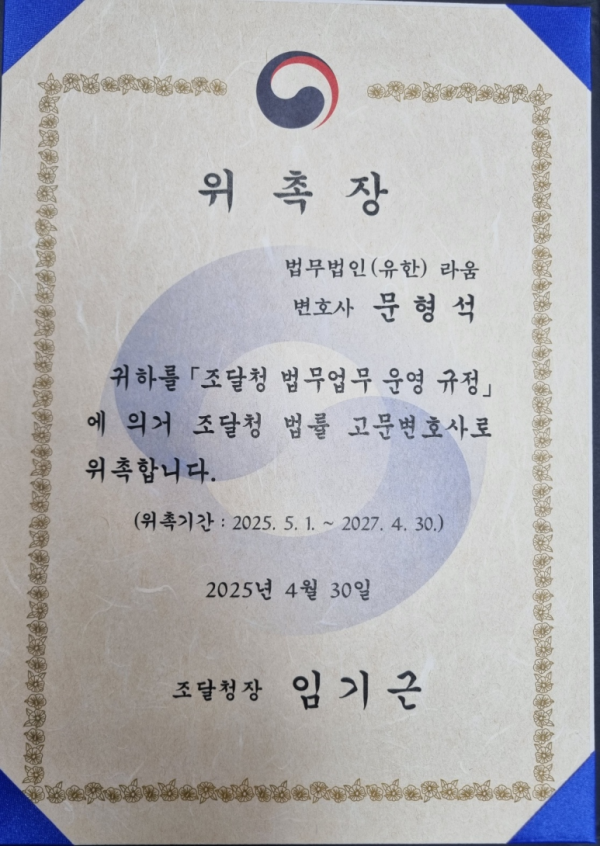 위 촉 장
법무법인(유한) 라움
변호사 문 형 석
귀하를 「조달청 법무업무 운영 규정」
에 의거 조달청 법률 고문변호사로
위촉합니다.
(위촉기간 : 2025. 5. 1. ~ 2027. 4. 30.)
2025년 4월 30일
조달청장 임 기 근